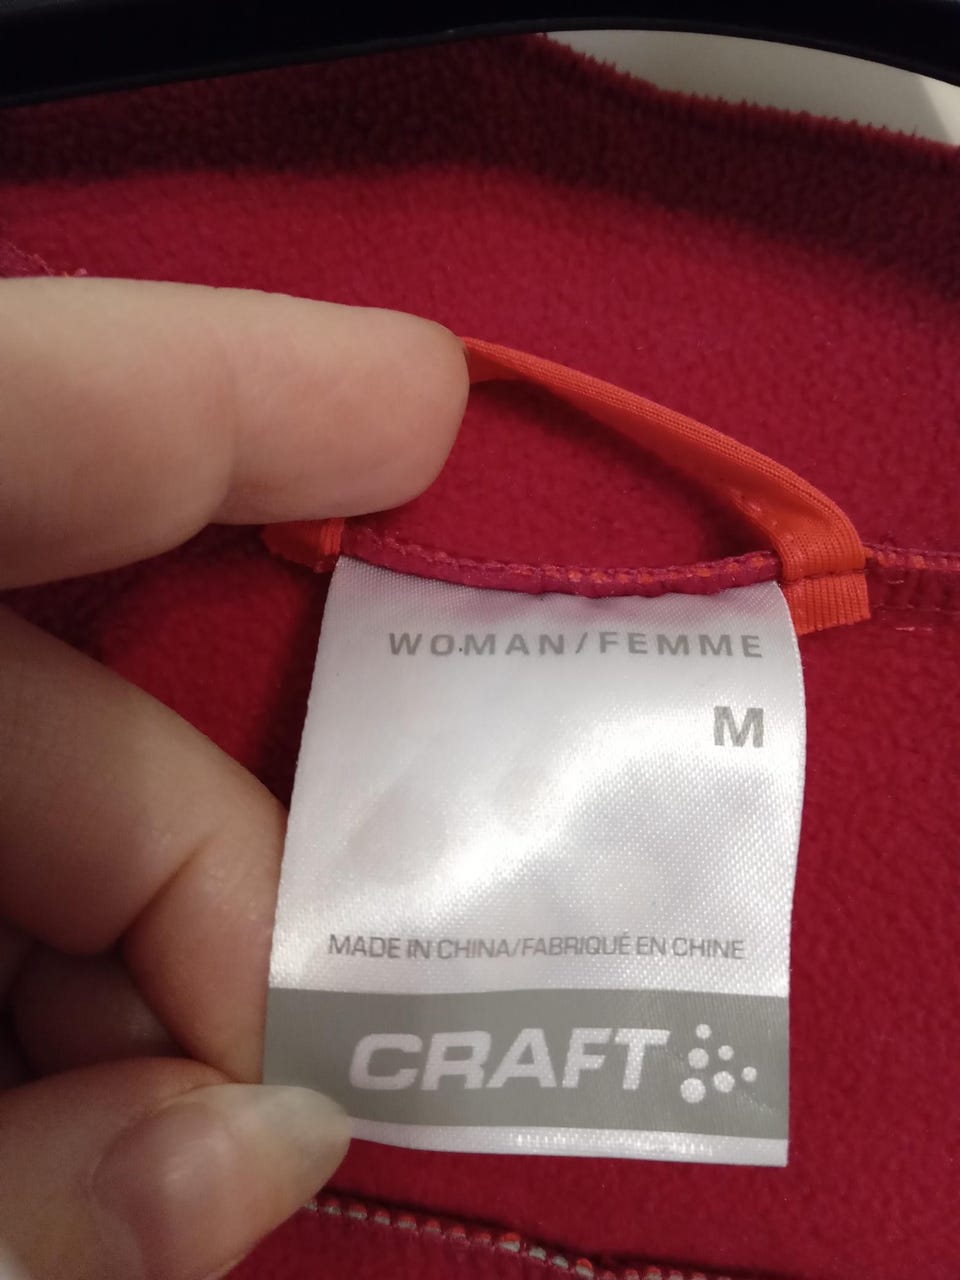 WOMAN/FEMME
M
MADE IN CHINA/FABRIQUÉ EN CHINE
CRAFT